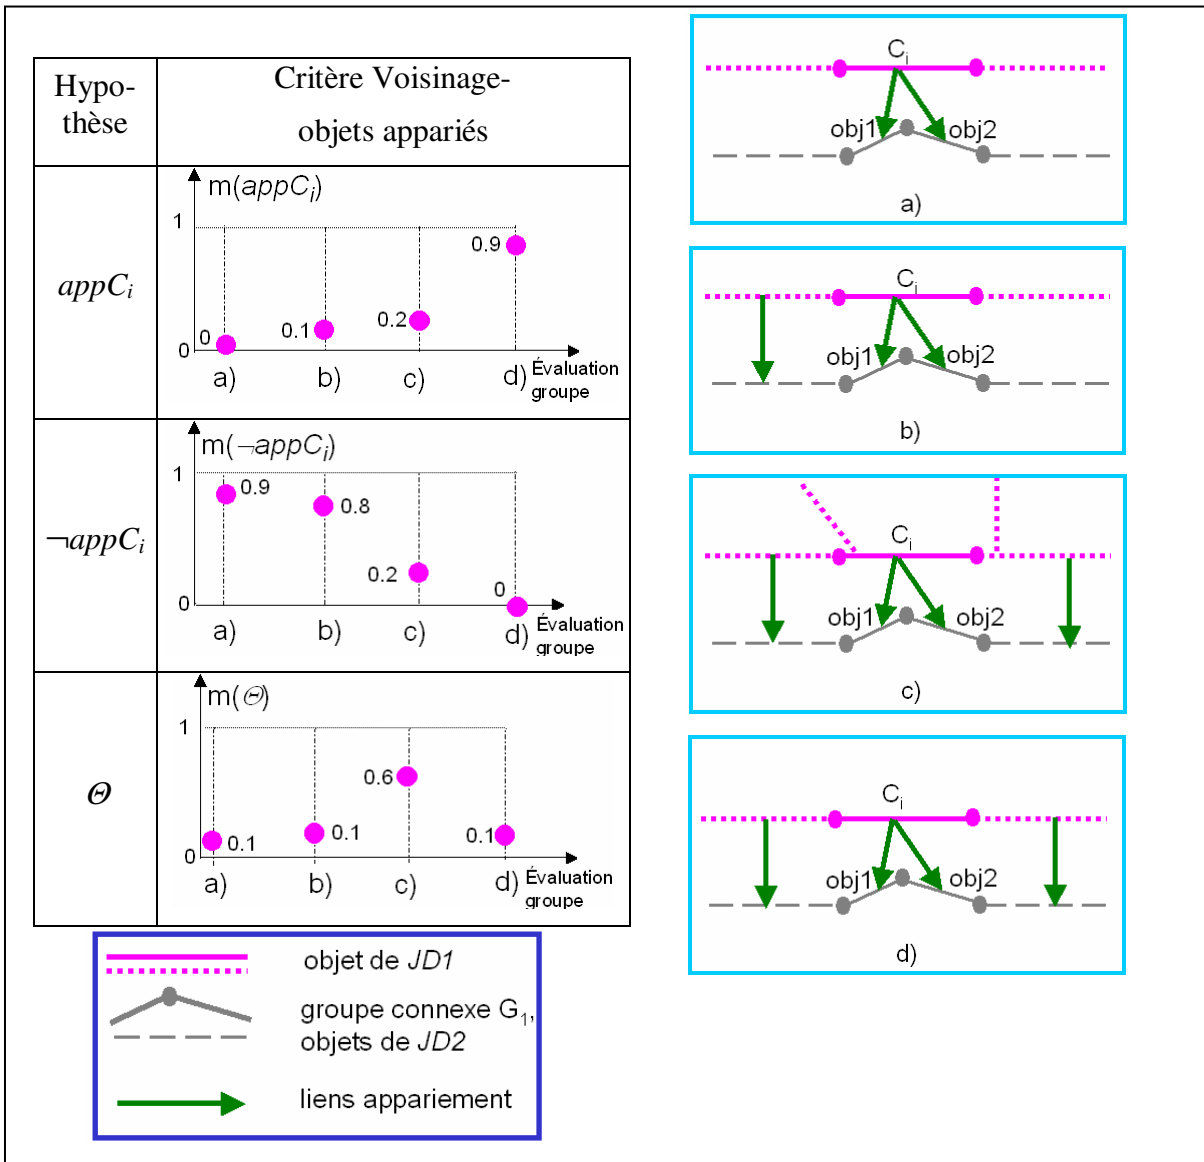 Hypo-
thèse
Critère Voisinage-
objets appariés
appCi
m(appCi)
1
0.9
0.2
0.1
0
0
a) b) c) d) Évaluation
groupe
¬appCi
m(¬appCi)
1
0.9
0.8
0.2
0
0
a) b) c) d) Évaluation
groupe
Θ
m(Θ)
1
0.6
0.1 0.1 0.1
0
a) b) c) d) Évaluation
groupe
objet de JD1
groupe connexe G1,
objets de JD2
liens appariement
Ci
obj1 obj2
a)
Ci
obj1 obj2
b)
Ci
obj1 obj2
c)
Ci
obj1 obj2
d)